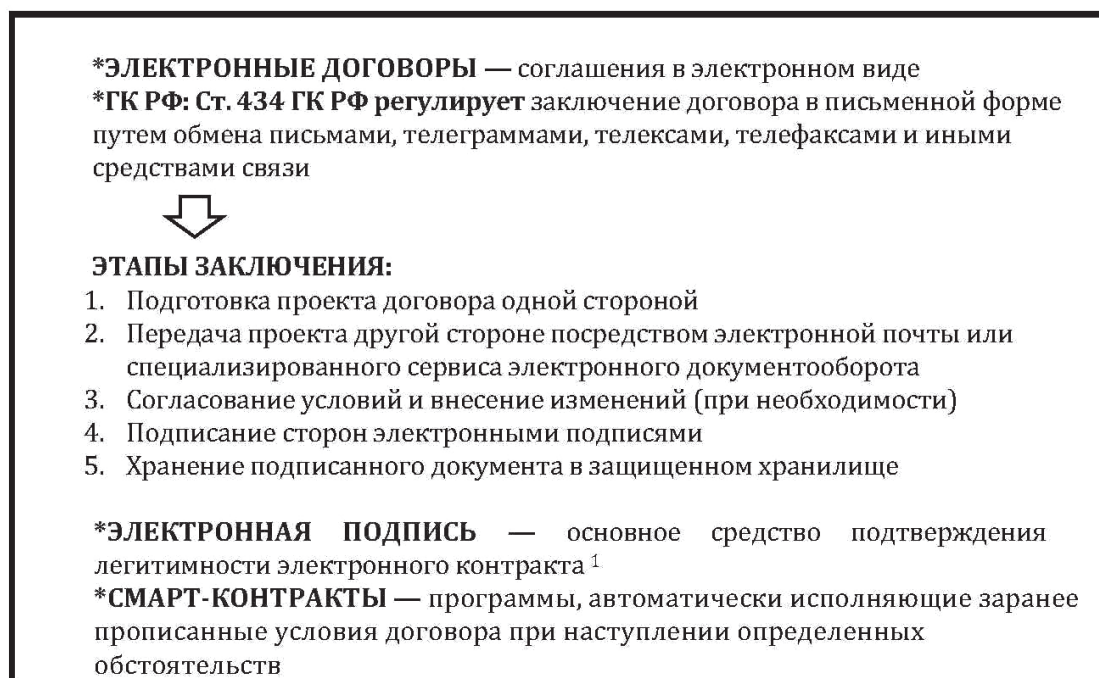 *ЭЛЕКТРОННЫЕ ДОГОВОРЫ — соглашения в электронном виде
*ГК РФ: Ст. 434 ГК РФ регулирует заключение договора в письменной форме
путем обмена письмами, телеграммами, телексами, телефаксами и иными
средствами связи
ЭТАПЫ ЗАКЛЮЧЕНИЯ:
1. Подготовка проекта договора одной стороной
2. Передача проекта другой стороне посредством электронной почты или
специализированного сервиса электронного документооборота
3. Согласование условий и внесение изменений (при необходимости)
4. Подписание сторон электронными подписями
5. Хранение подписанного документа в защищенном хранилище
*ЭЛЕКТРОННАЯ ПОДПИСЬ — основное средство подтверждения
легитимности электронного контракта 1
*СМАРТ-КОНТРАКТЫ — программы, автоматически исполняющие заранее
прописанные условия договора при наступлении определенных
обстоятельств